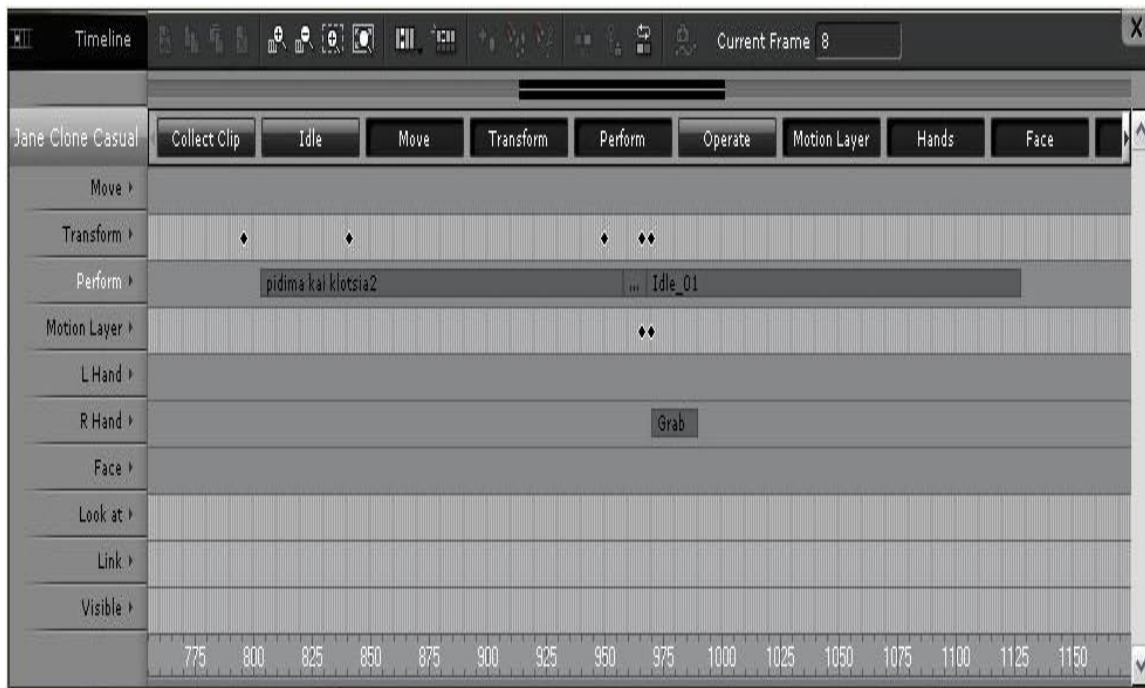 Timeline Current Frame 8 X
Jane Clone Casual Collect Clip Idle Move Transform Perform Operate Motion Layer Hands Face
Move
Transform
Perform pidima kai klotsia2 ... Idle_01
Motion Layer
L Hand
R Hand Grab
Face
Look at
Link
Visible
775 800 825 850 875 900 925 950 975 1000 1025 1050 1075 1100 1125 1150